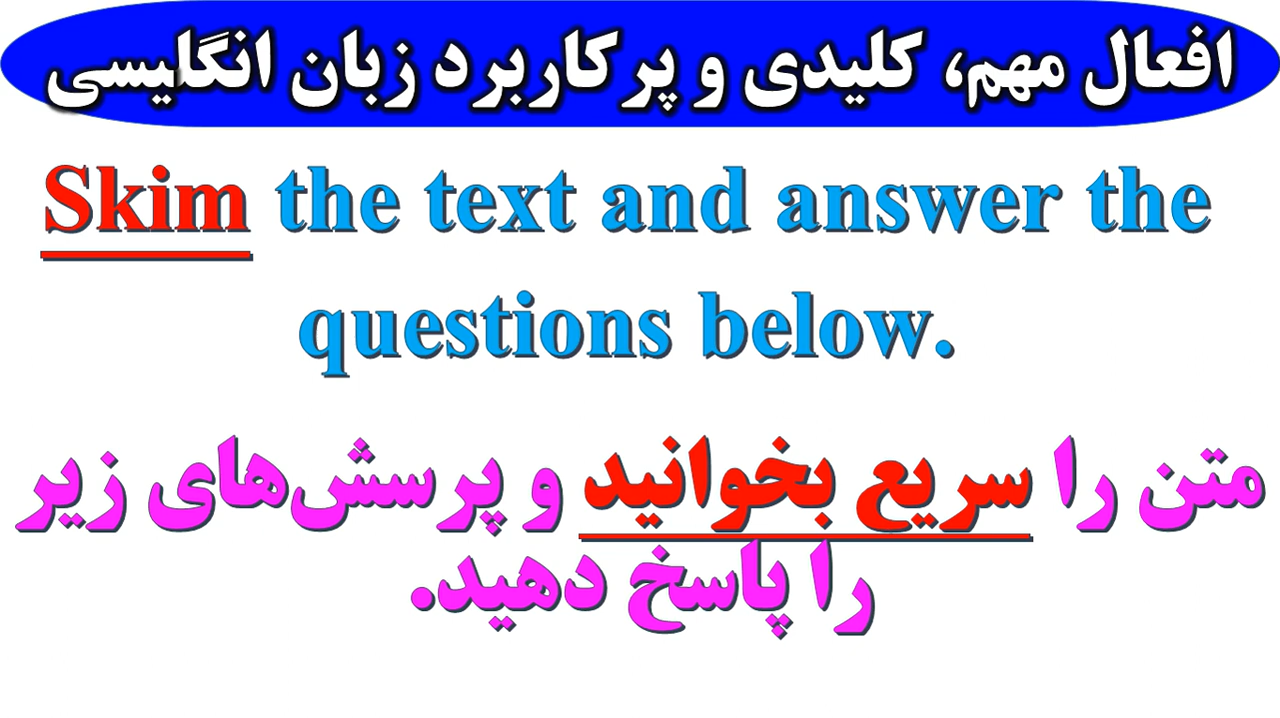 افعال مهم، کلیدی و پرکاربرد زبان انگلیسی
Skim the text and answer the
questions below.
متن را سریع بخوانید و پرسش‌های زیر
را پاسخ دهید.